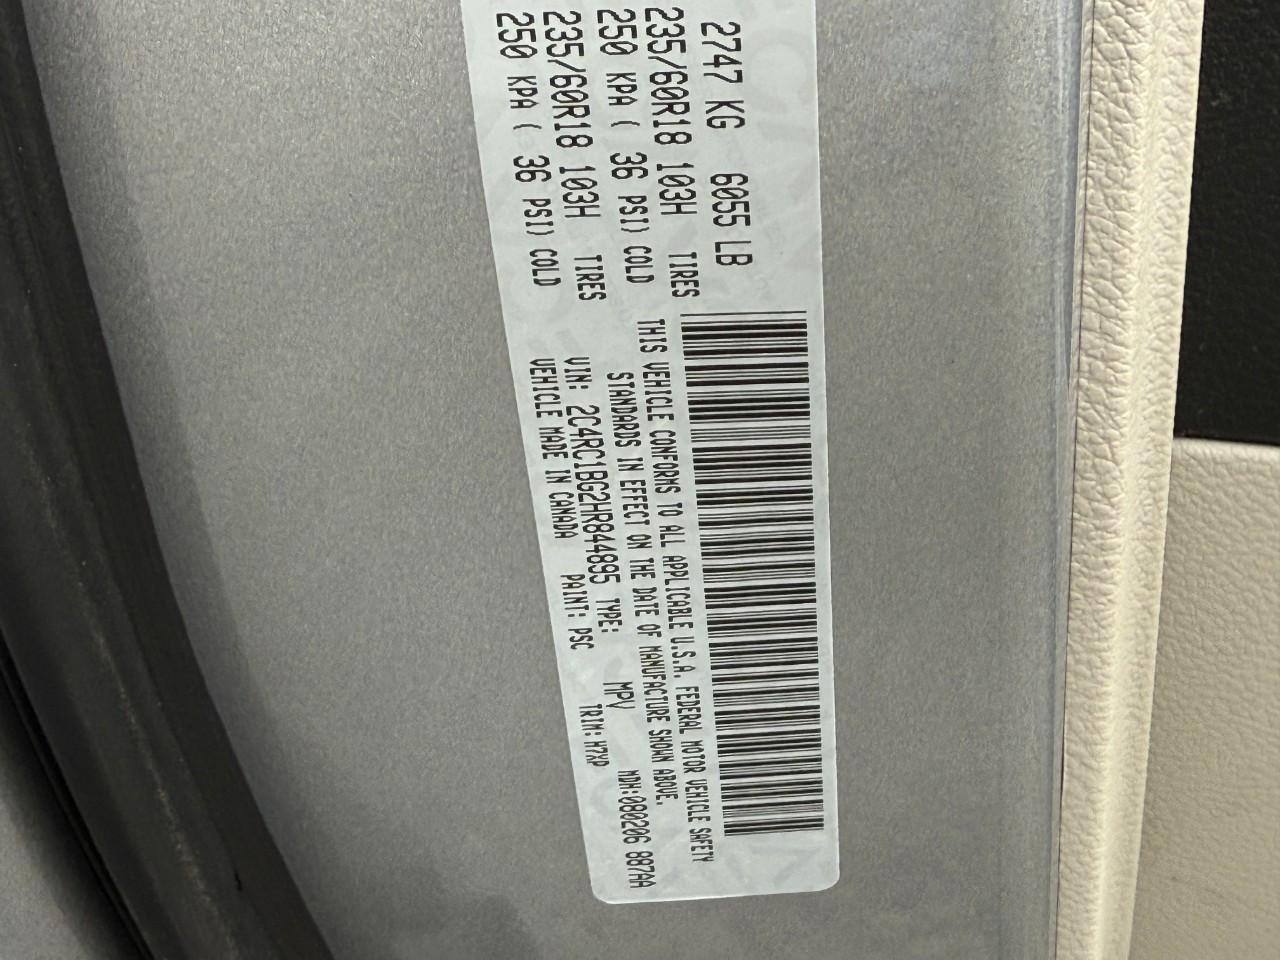 2747 KG 6055 LB
235/60R18 103H TIRES
250 KPA ( 36 PSI) COLD
235/60R18 103H TIRES
250 KPA ( 36 PSI) COLD
THIS VEHICLE CONFORMS TO ALL APPLICABLE U.S.A. FEDERAL MOTOR VEHICLE SAFETY
STANDARDS IN EFFECT ON THE DATE OF MANUFACTURE SHOWN ABOVE.
VIN: 2C4RC1BG2HR844895 TYPE: MPV MDH:080206 887AA
VEHICLE MADE IN CANADA PAINT: PSC TRIM: H7XP